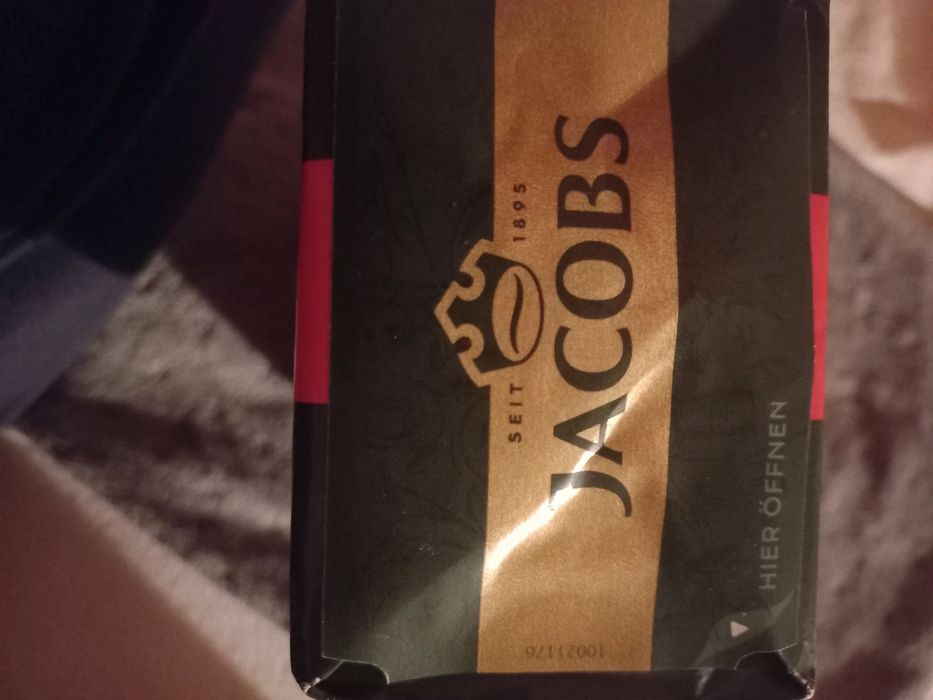 SEIT 1895
JACOBS
HIER ÖFFNEN
10021176